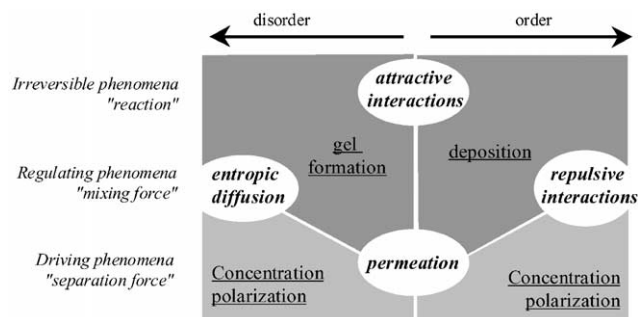 disorder
order
Irreversible phenomena
"reaction"
attractive
interactions
gel
formation
deposition
Regulating phenomena
"mixing force"
entropic
diffusion
repulsive
interactions
Driving phenomena
"separation force"
permeation
Concentration
polarization
Concentration
polarization